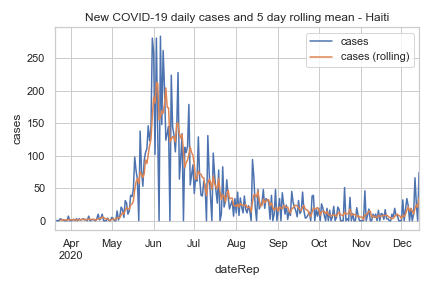 New COVID-19 daily cases and 5 day rolling mean - Haiti
cases
cases (rolling)
250
200
150
100
50
0
cases
Apr May Jun Jul Aug Sep Oct Nov Dec
2020
dateRep